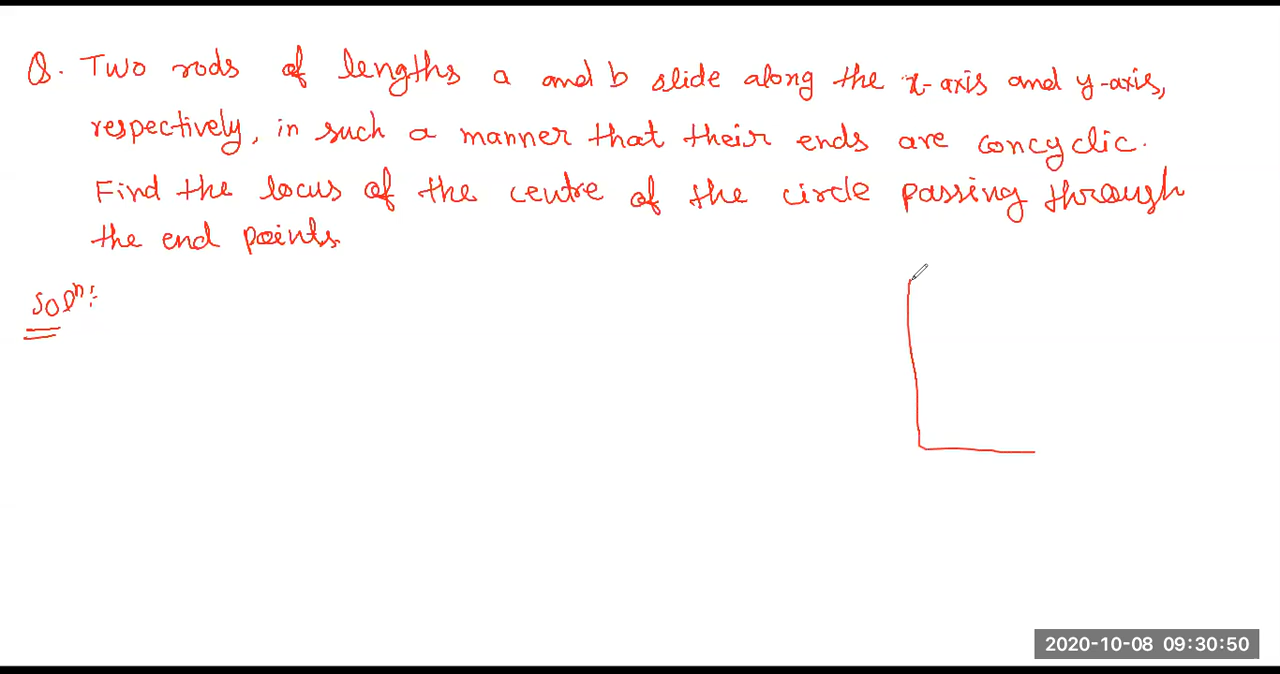 Q. Two rods of lengths a and b slide along the x-axis and y-axis,
respectively, in such a manner that their ends are concyclic.
Find the locus of the centre of the circle passing through
the end points.
Solⁿ:
2020-10-08 09:30:50